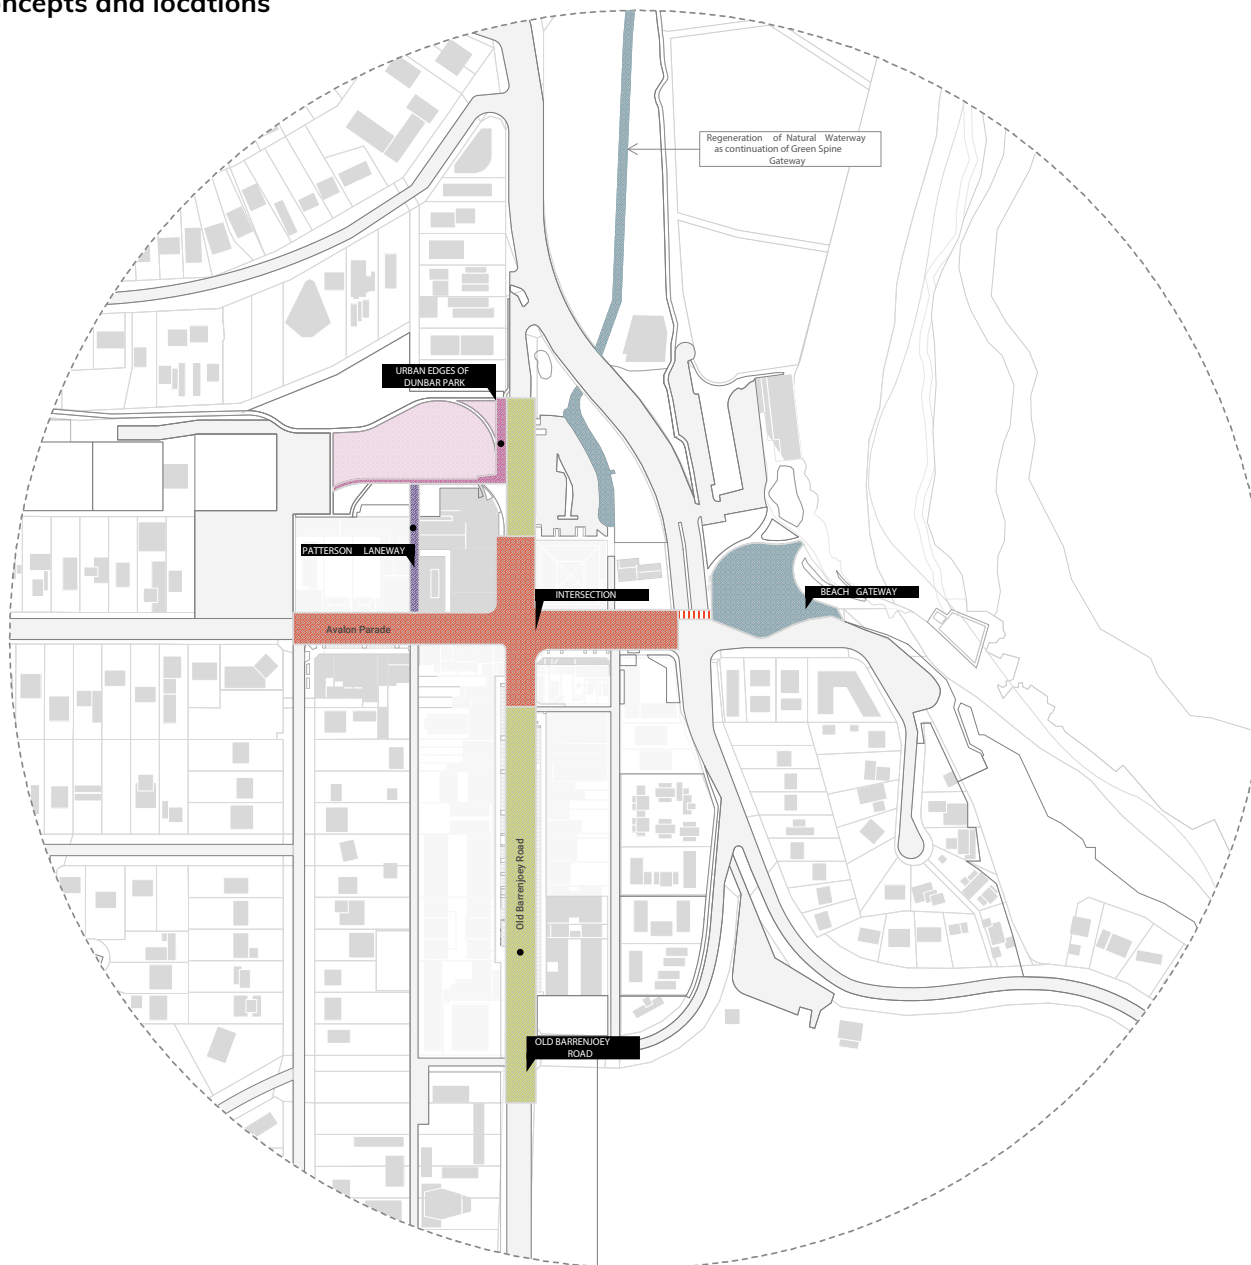 oncepts and locations
Regeneration of Natural Waterway
as continuation of Green Spine
Gateway
URBAN EDGES OF
DUNBAR PARK
PATTERSON LANEWAY
INTERSECTION
BEACH GATEWAY
Avalon Parade
Old Barrenjoey Road
OLD BARRENJOEY
ROAD